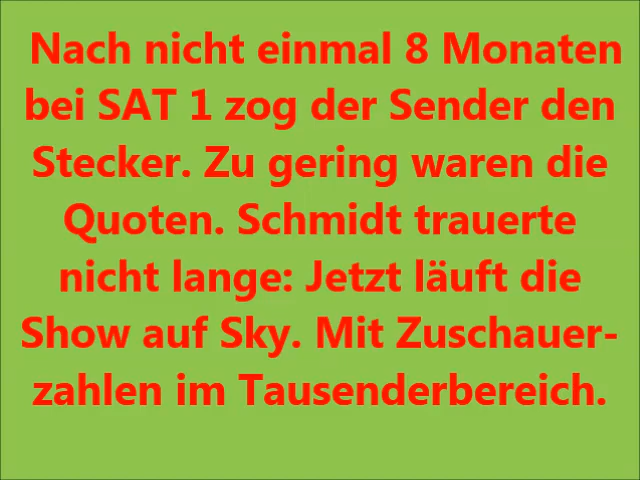 Nach nicht einmal 8 Monaten
bei SAT 1 zog der Sender den
Stecker. Zu gering waren die
Quoten. Schmidt trauerte
nicht lange: Jetzt läuft die
Show auf Sky. Mit Zuschauer-
zahlen im Tausenderbereich.